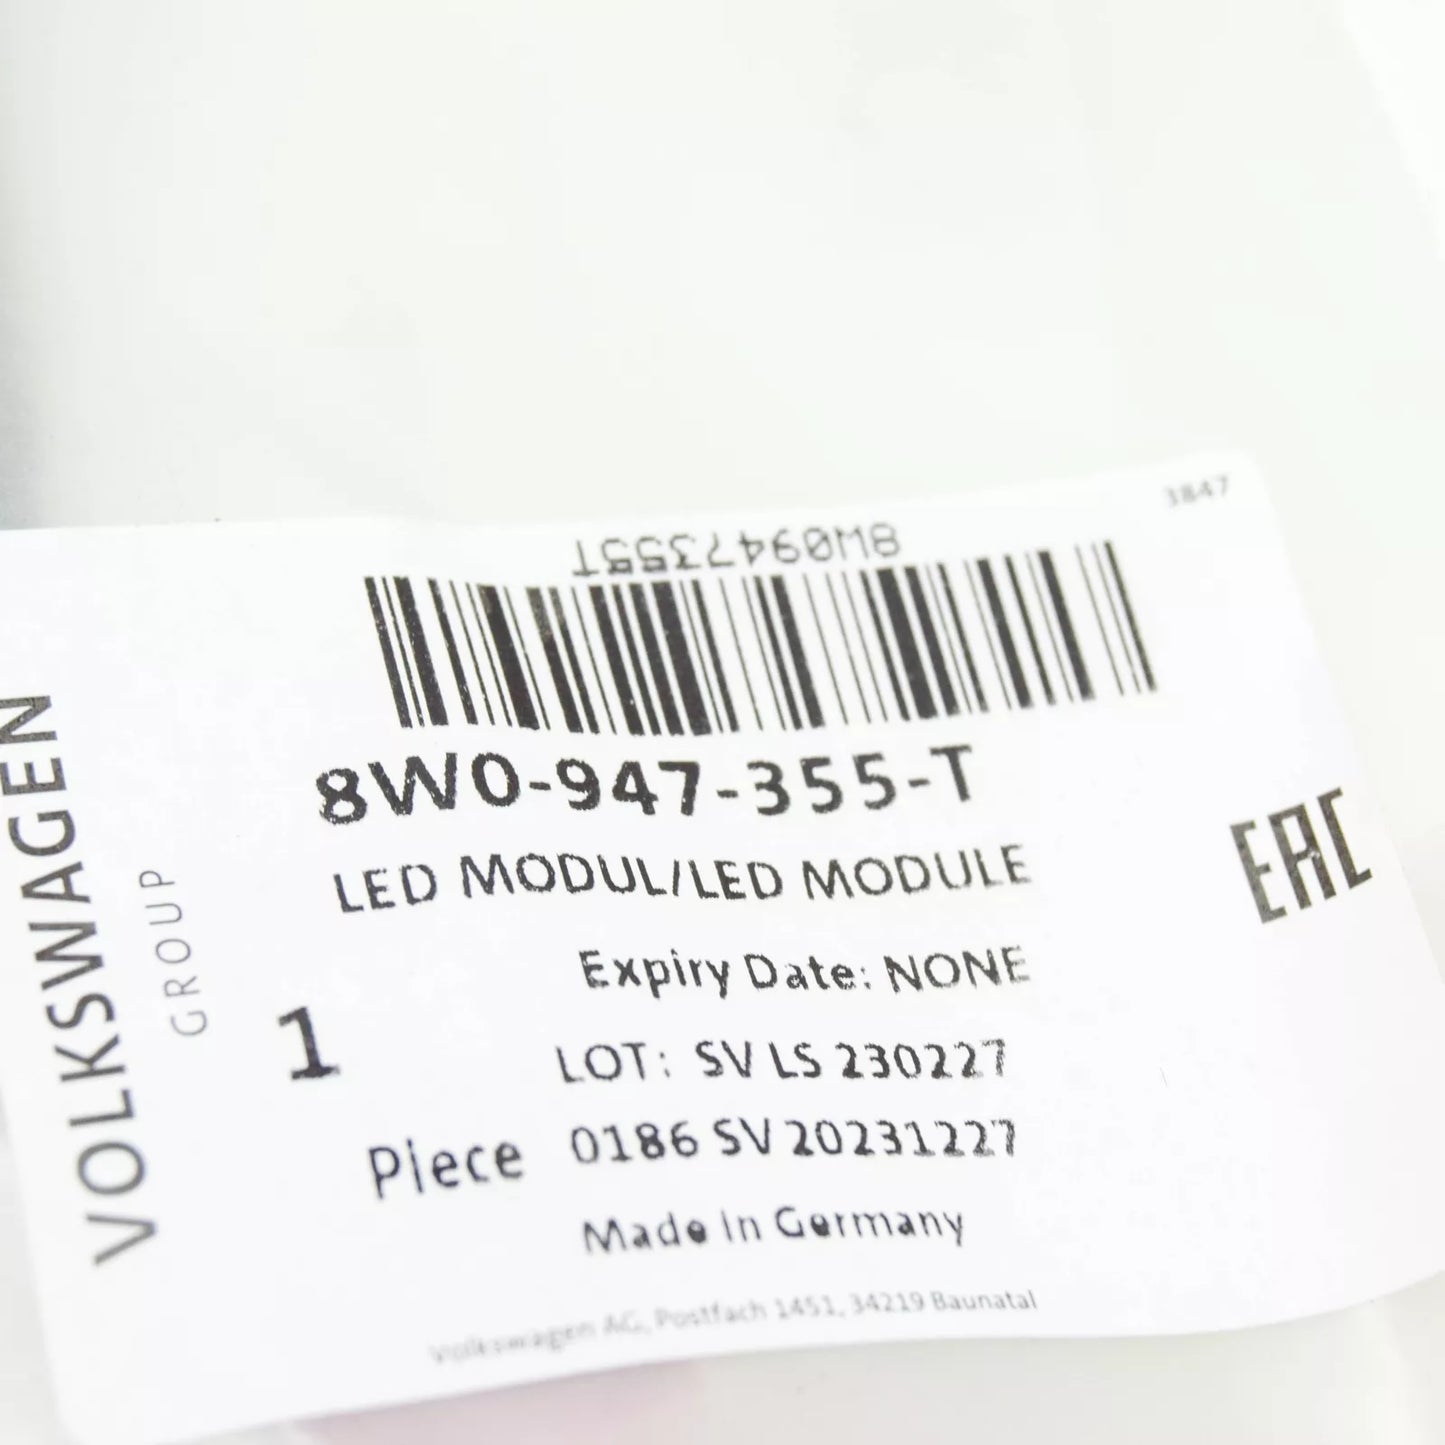 3847
8W0947355T
8W0-947-355-T
LED MODUL/LED MODULE
EAC
Expiry Date: NONE
1
Piece
LOT: SV LS 230227
0186 SV 20231227
Made in Germany
Volkswagen AG, Postfach 1451, 34219 Baunatal
VOLKSWAGEN
GROUP